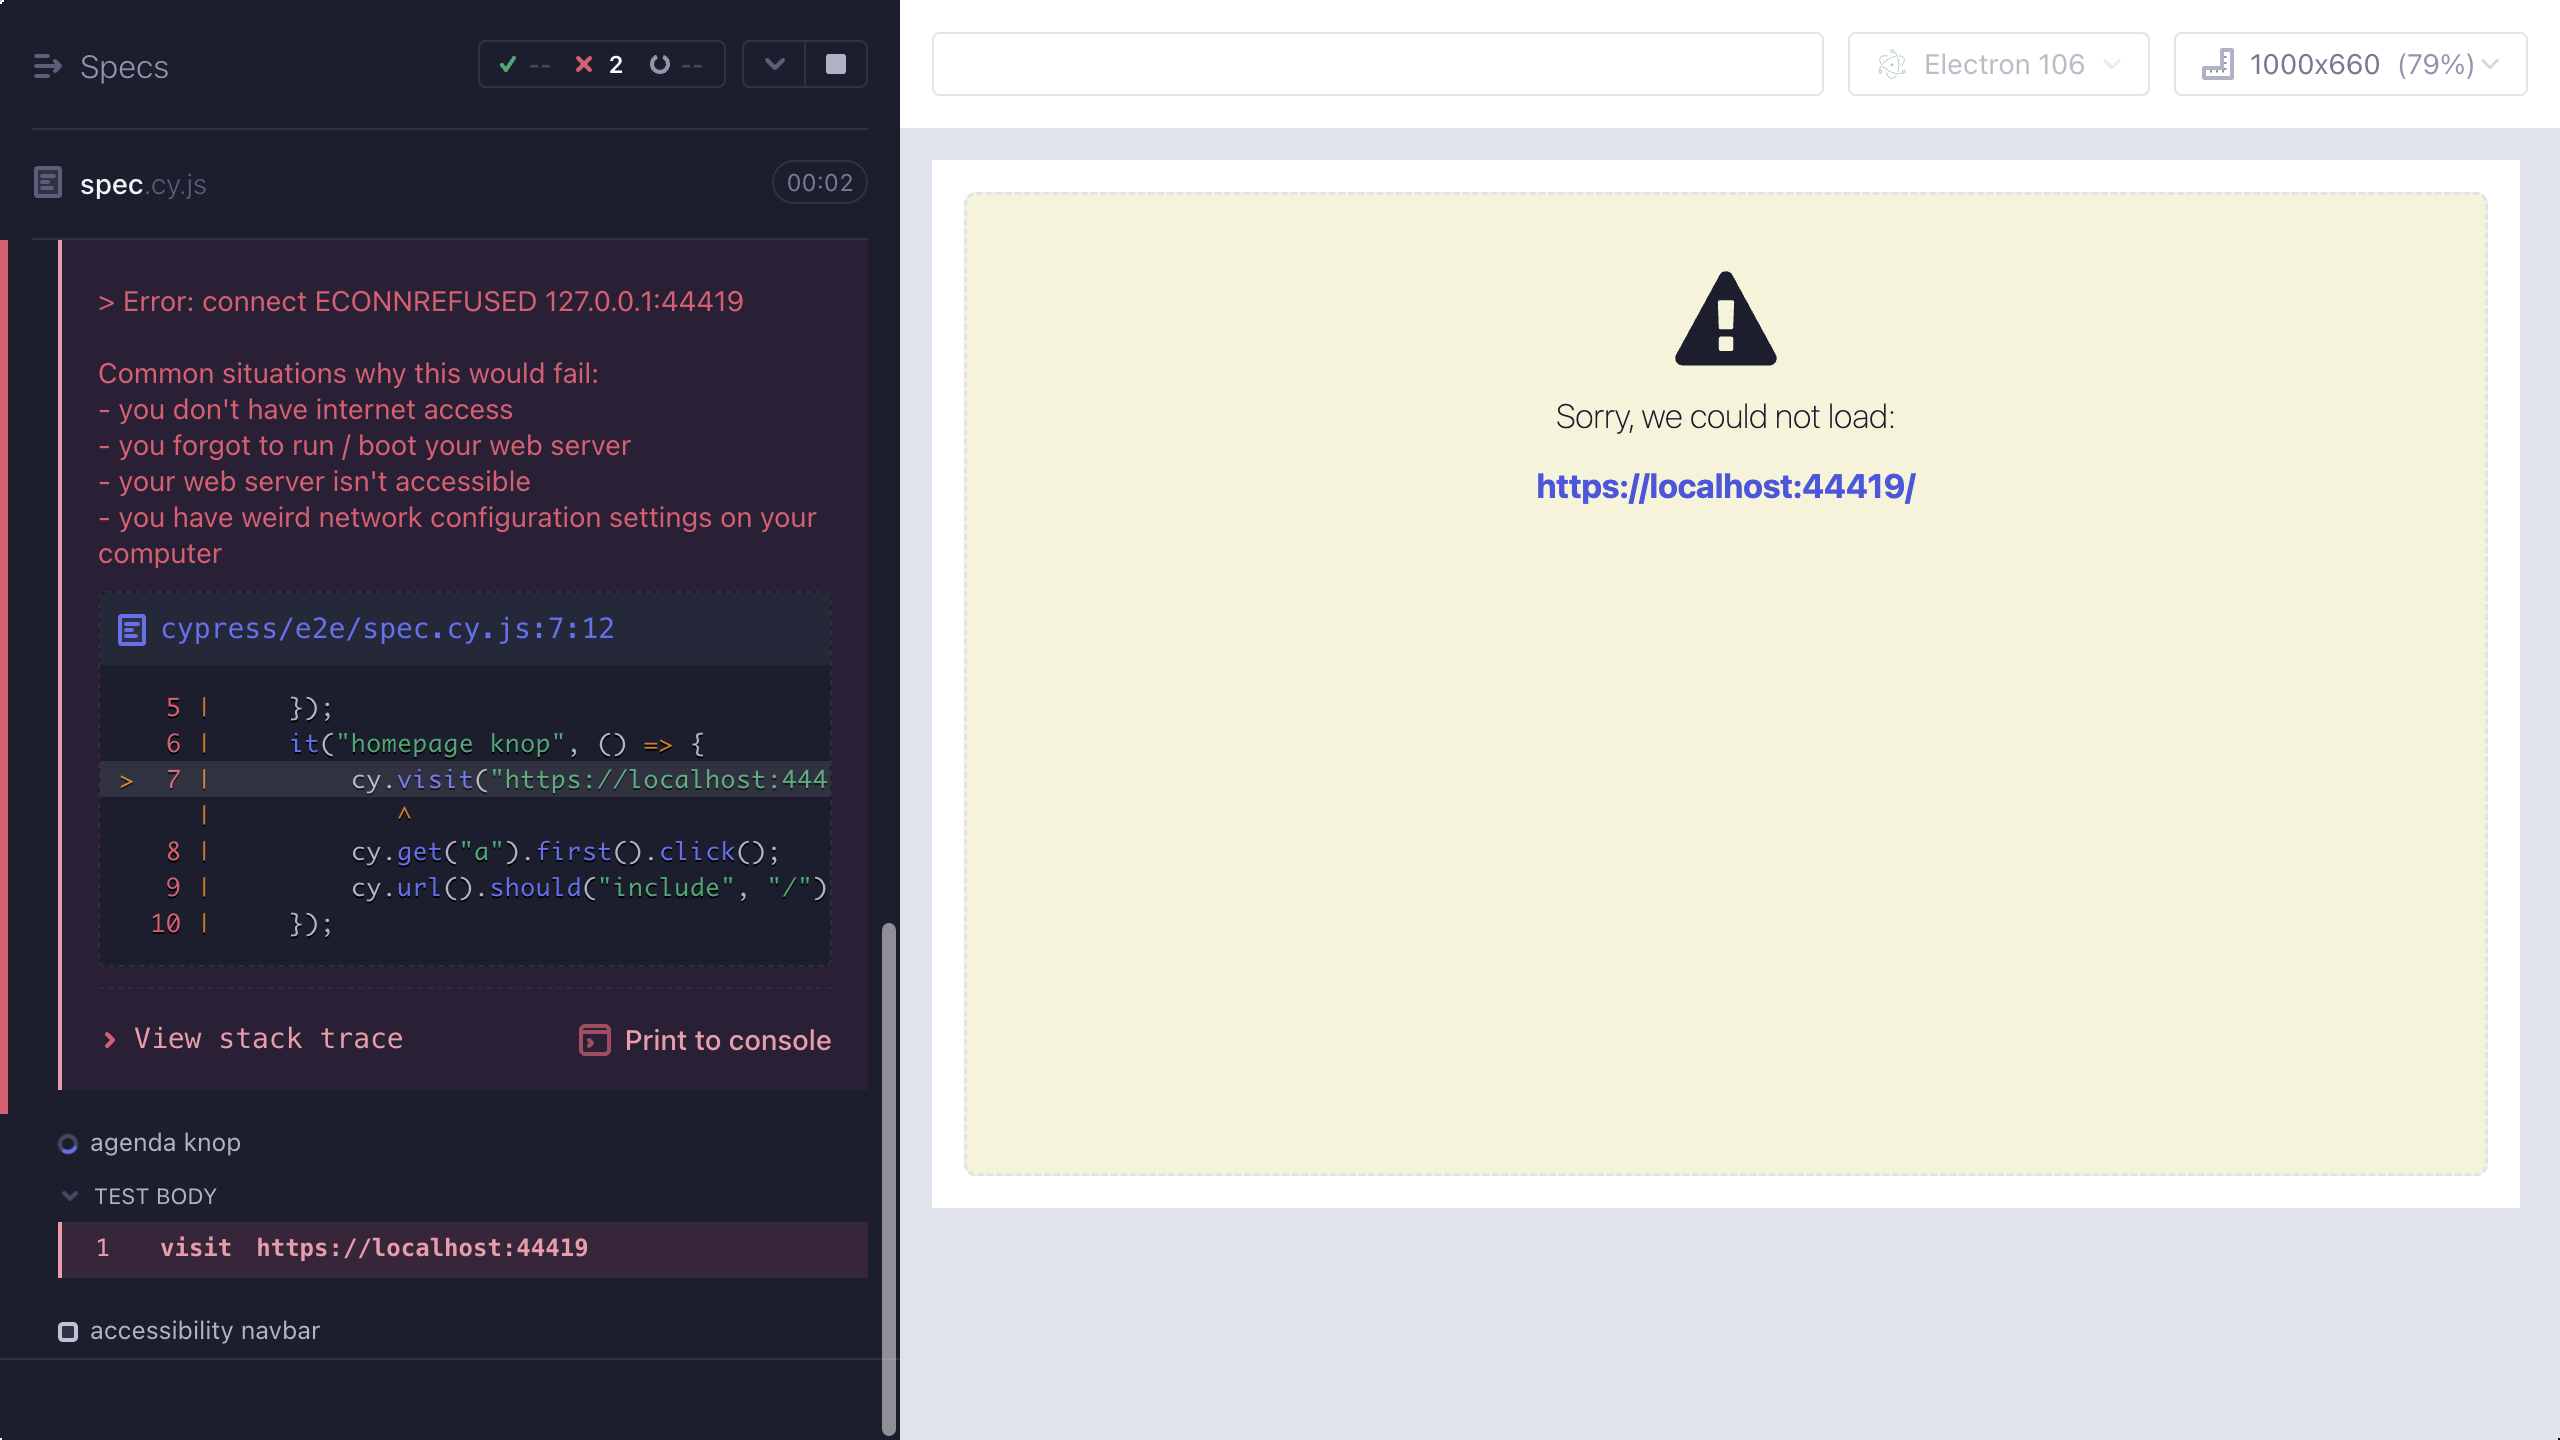 Specs
-- 2 --
spec.cy.js
00:02
> Error: connect ECONNREFUSED 127.0.0.1:44419
Common situations why this would fail:
- you don't have internet access
- you forgot to run / boot your web server
- your web server isn't accessible
- you have weird network configuration settings on your
computer
cypress/e2e/spec.cy.js:7:12
5 | });
6 | it("homepage knop", () => {
> 7 | cy.visit("https://localhost:444
| ^
8 | cy.get("a").first().click();
9 | cy.url().should("include", "/")
10 | });
View stack trace
Print to console
agenda knop
TEST BODY
1 visit https://localhost:44419
accessibility navbar
Electron 106
1000x660 (79%)
Sorry, we could not load:
https://localhost:44419/